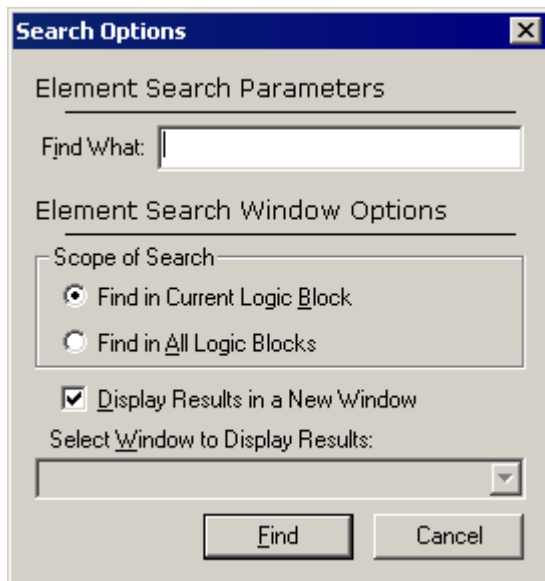 Search Options
Element Search Parameters
Find What:
Element Search Window Options
Scope of Search
Find in Current Logic Block
Find in All Logic Blocks
Display Results in a New Window
Select Window to Display Results:
Find
Cancel